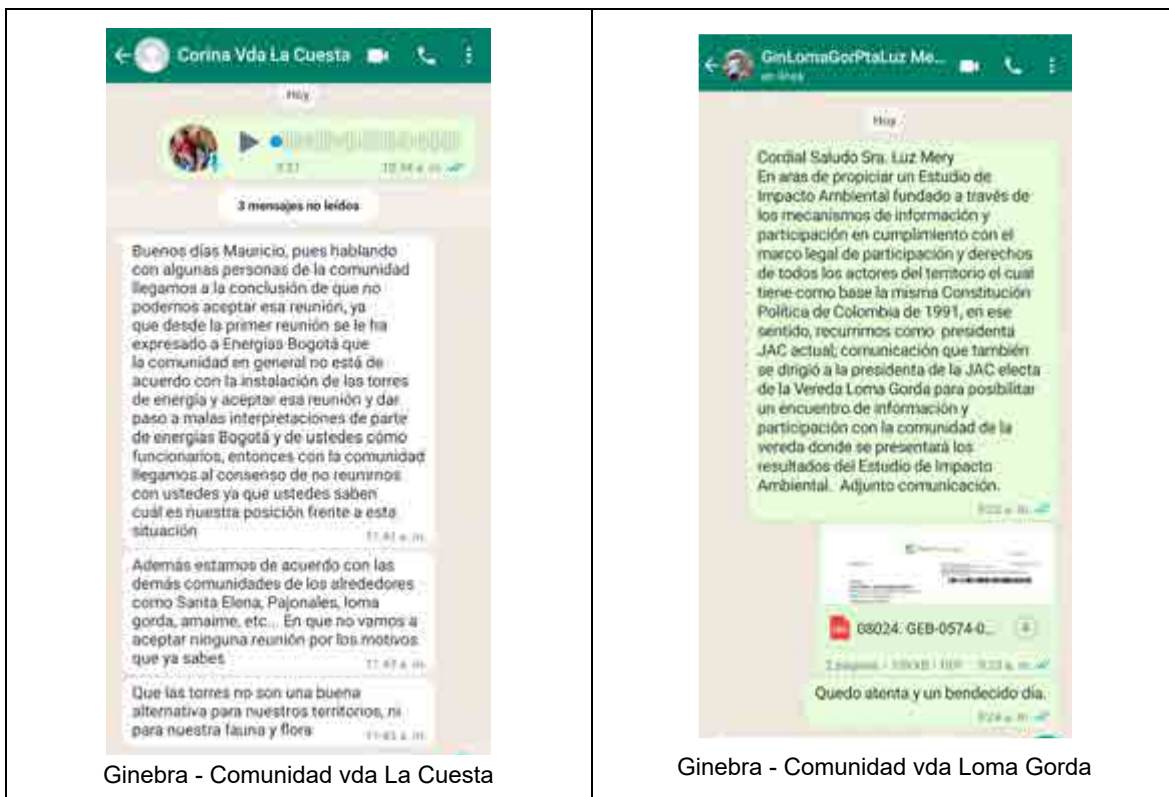 Corina Vda La Cuesta
Hoy
3 mensajes no leídos
Buenos días Mauricio, pues hablando
con algunas personas de la comunidad
llegamos a la conclusión de que no
podemos aceptar esa reunión, ya
que desde la primer reunión se le ha
expresado a Energías Bogotá que
la comunidad en general no está de
acuerdo con la instalación de las torres
de energía y aceptar esa reunión y dar
paso a malas interpretaciones de parte
de energías Bogotá y de ustedes cómo
funcionarios, entonces con la comunidad
llegamos al consenso de no reunirnos
con ustedes ya que ustedes saben
cuál es nuestra posición frente a esta
situación
Además estamos de acuerdo con las
demás comunidades de los alrededores
como Santa Elena, Pajonales, loma
gorda, amaime, etc... En que no vamos a
aceptar ninguna reunión por los motivos
que ya sabes
Que las torres no son una buena
alternativa para nuestros territorios, ni
para nuestra fauna y flora
Ginebra - Comunidad vda La Cuesta
GinLomaGorPtaLuz Me...
en línea
Hoy
Cordial Saludo Sra. Luz Mery
En aras de propiciar un Estudio de
Impacto Ambiental fundado a través de
los mecanismos de información y
participación en cumplimiento con el
marco legal de participación y derechos
de todos los actores del territorio el cual
tiene como base la misma Constitución
Política de Colombia de 1991, en ese
sentido, recurrimos como presidenta
JAC actual; comunicación que también
se dirigió a la presidenta de la JAC electa
de la Vereda Loma Gorda para posibilitar
un encuentro de información y
participación con la comunidad de la
vereda donde se presentará los
resultados del Estudio de Impacto
Ambiental. Adjunto comunicación.
08024. GEB-0574-0...
Quedo atenta y un bendecido día.
Ginebra - Comunidad vda Loma Gorda